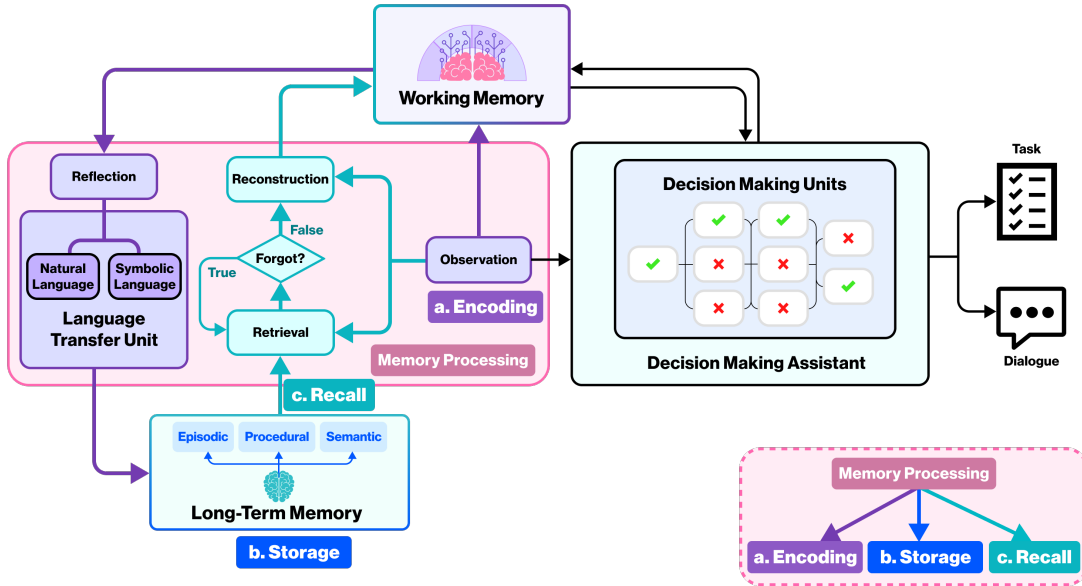 Working Memory
Reflection
Natural
Language
Symbolic
Language
Language
Transfer Unit
Reconstruction
False
Forgot?
True
Retrieval
Observation
a. Encoding
Memory Processing
c. Recall
Episodic
Procedural
Semantic
Long-Term Memory
b. Storage
Decision Making Units
Decision Making Assistant
Task
Dialogue
Memory Processing
a. Encoding
b. Storage
c. Recall